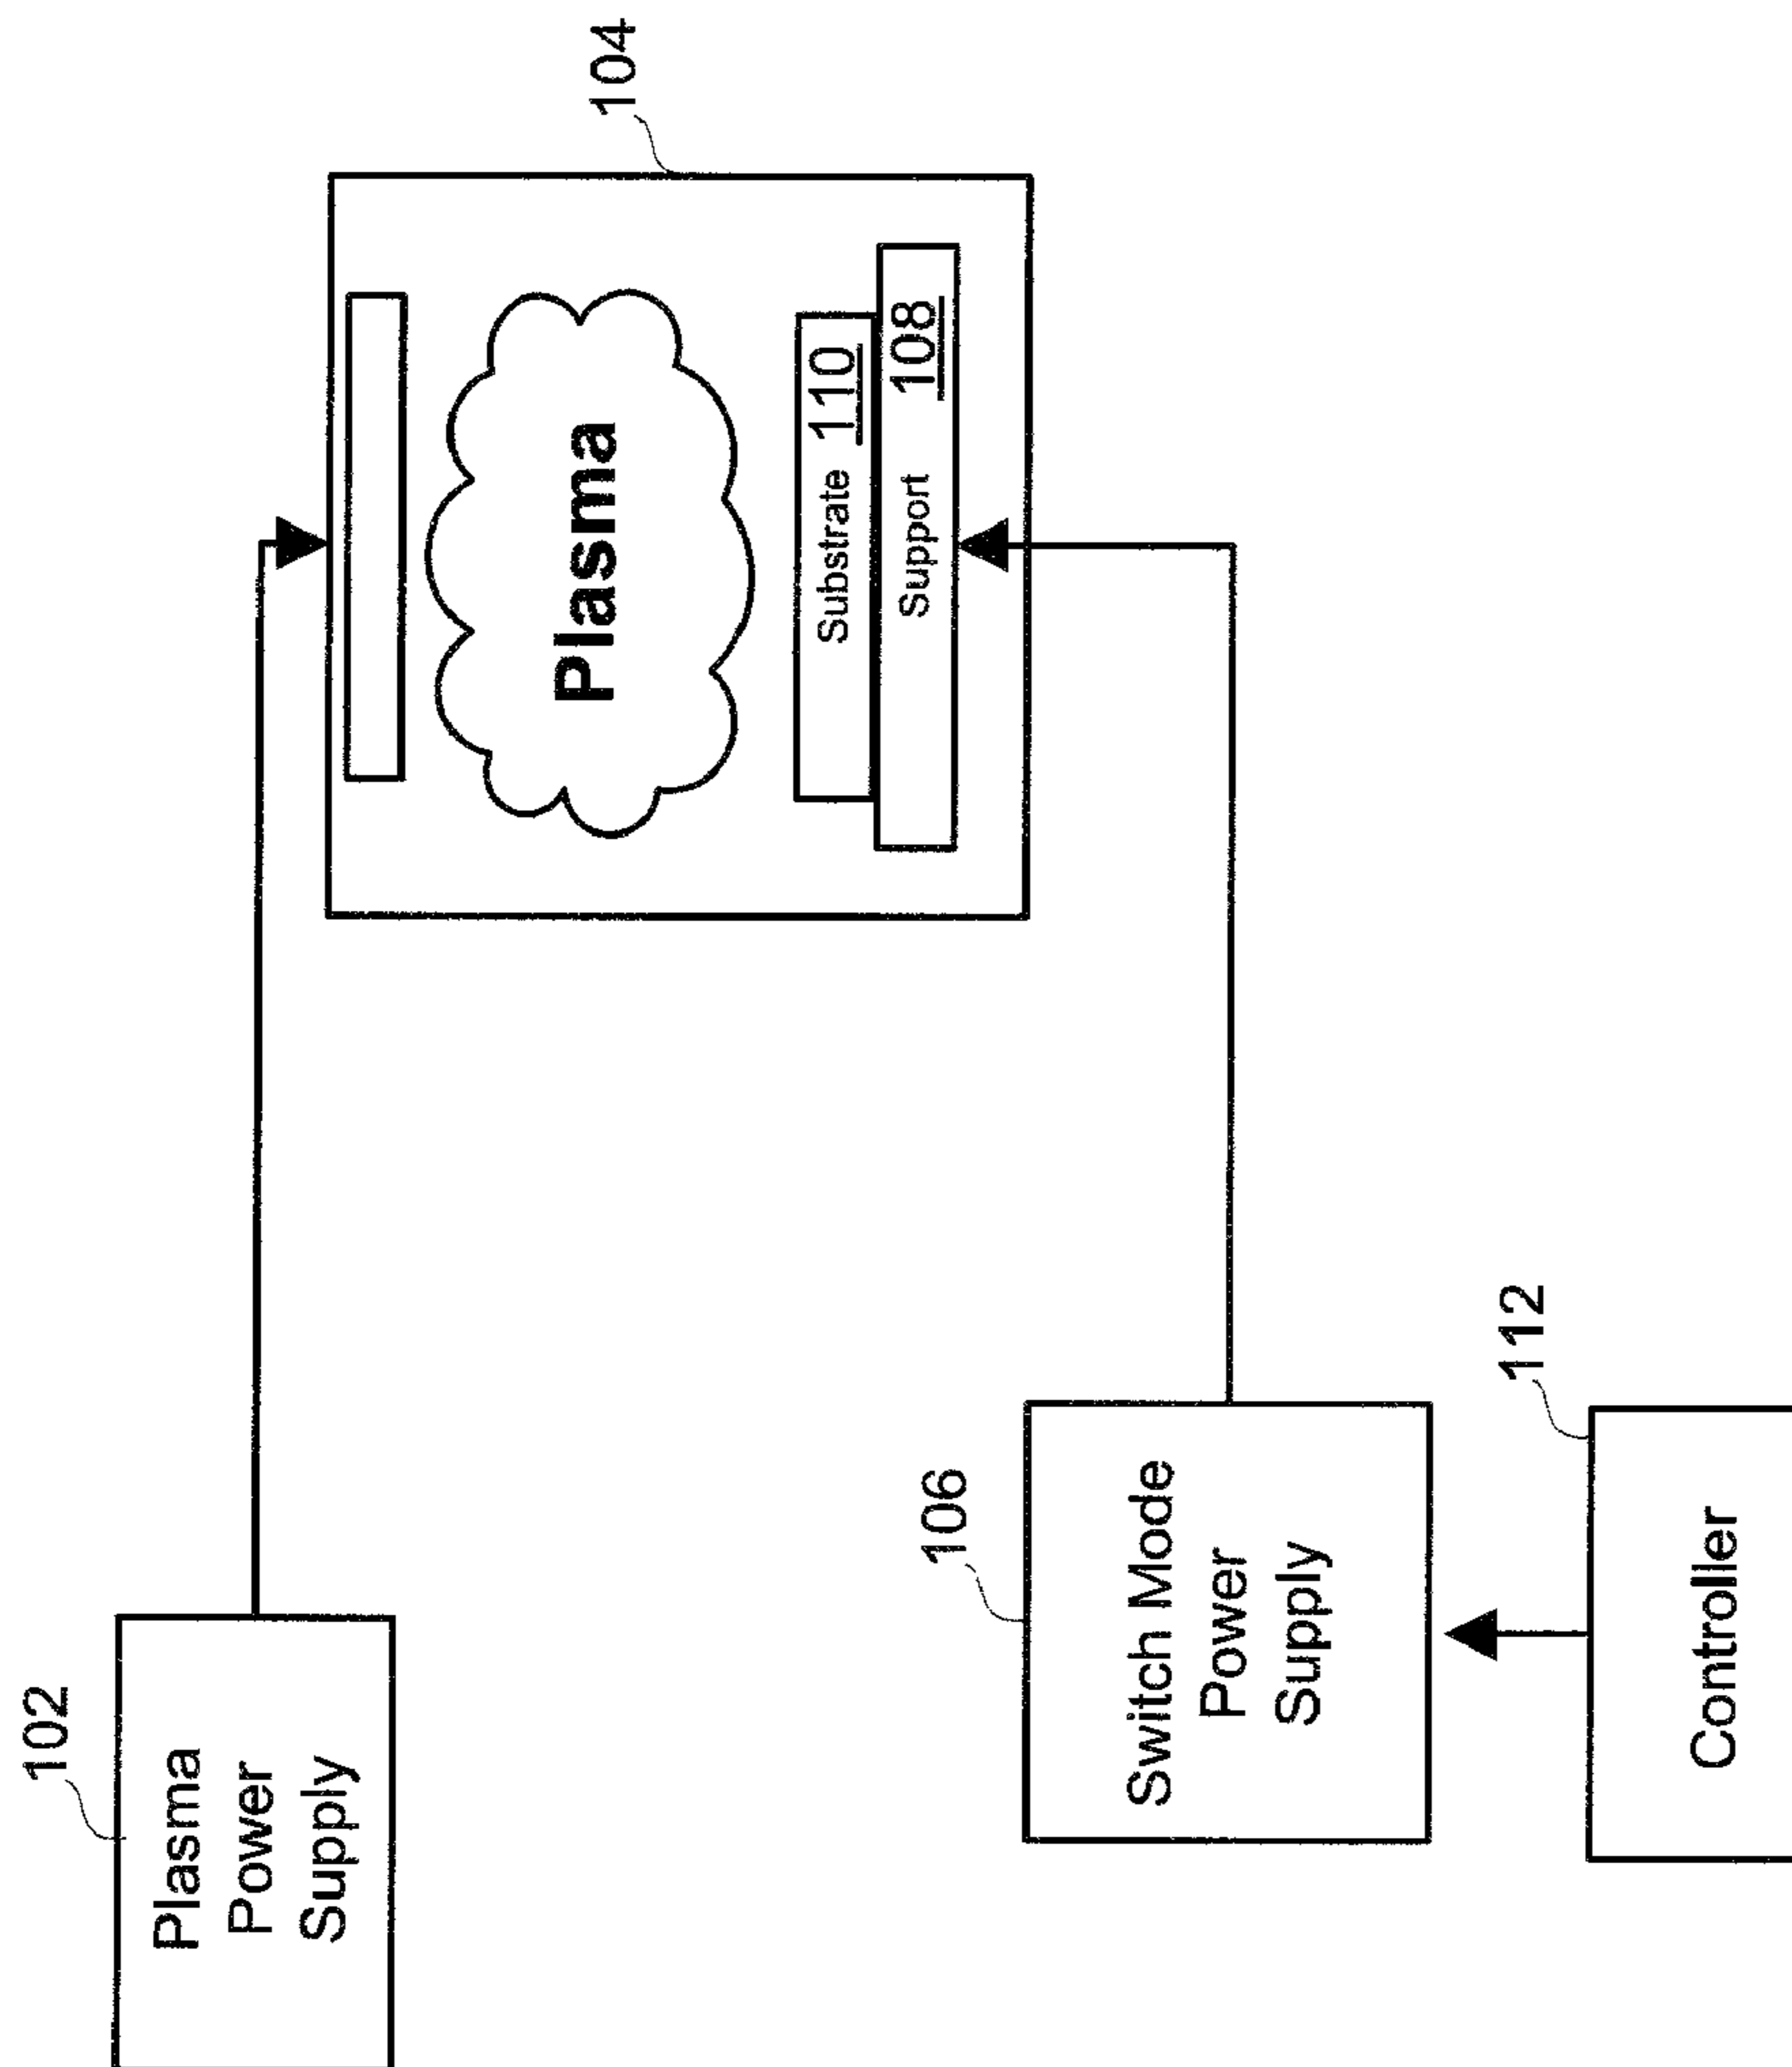 102
Plasma
Power
Supply
104
Plasma
Substrate 110
Support 108
106
Switch Mode
Power
Supply
112
Controller